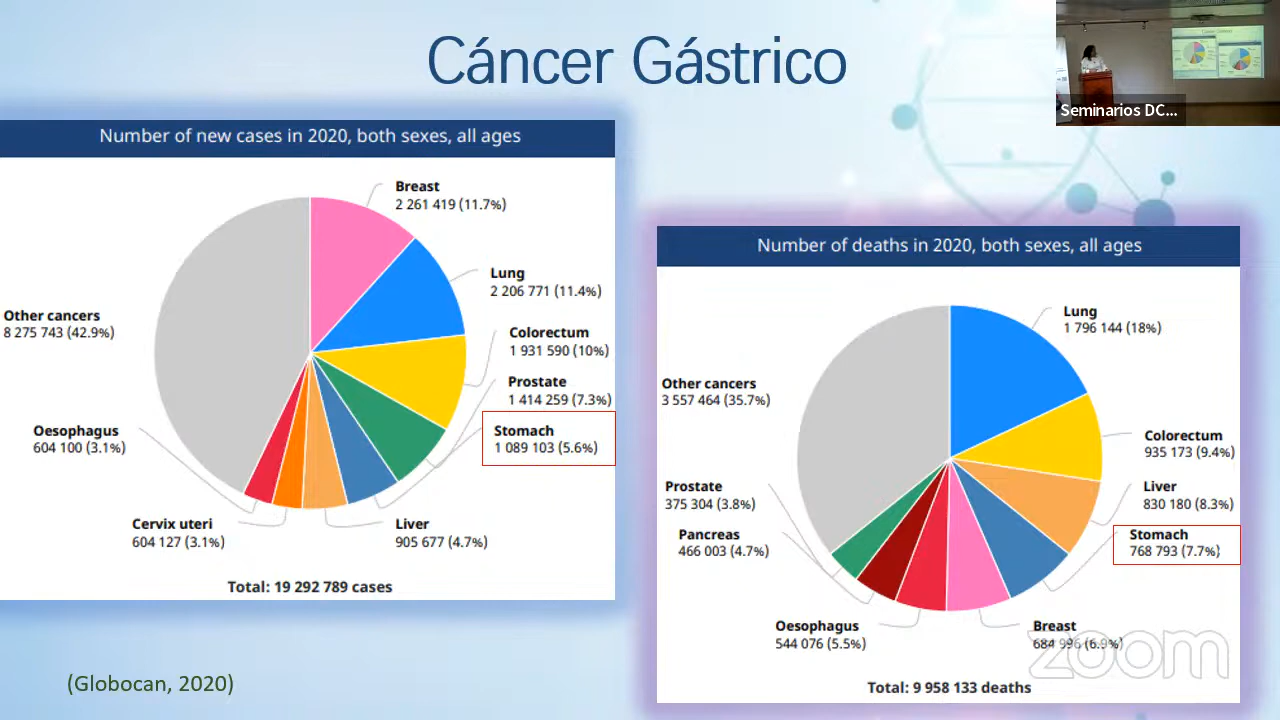 Cáncer Gástrico
Seminarios DC...
Number of new cases in 2020, both sexes, all ages
Breast
2 261 419 (11.7%)
Lung
2 206 771 (11.4%)
Colorectum
1 931 590 (10%)
Prostate
1 414 259 (7.3%)
Stomach
1 089 103 (5.6%)
Liver
905 677 (4.7%)
Cervix uteri
604 127 (3.1%)
Oesophagus
604 100 (3.1%)
Other cancers
8 275 743 (42.9%)
Total: 19 292 789 cases
Number of deaths in 2020, both sexes, all ages
Lung
1 796 144 (18%)
Colorectum
935 173 (9.4%)
Liver
830 180 (8.3%)
Stomach
768 793 (7.7%)
Breast
684 996 (6.9%)
Oesophagus
544 076 (5.5%)
Pancreas
466 003 (4.7%)
Prostate
375 304 (3.8%)
Other cancers
3 557 464 (35.7%)
Total: 9 958 133 deaths
(Globocan, 2020)
zoom